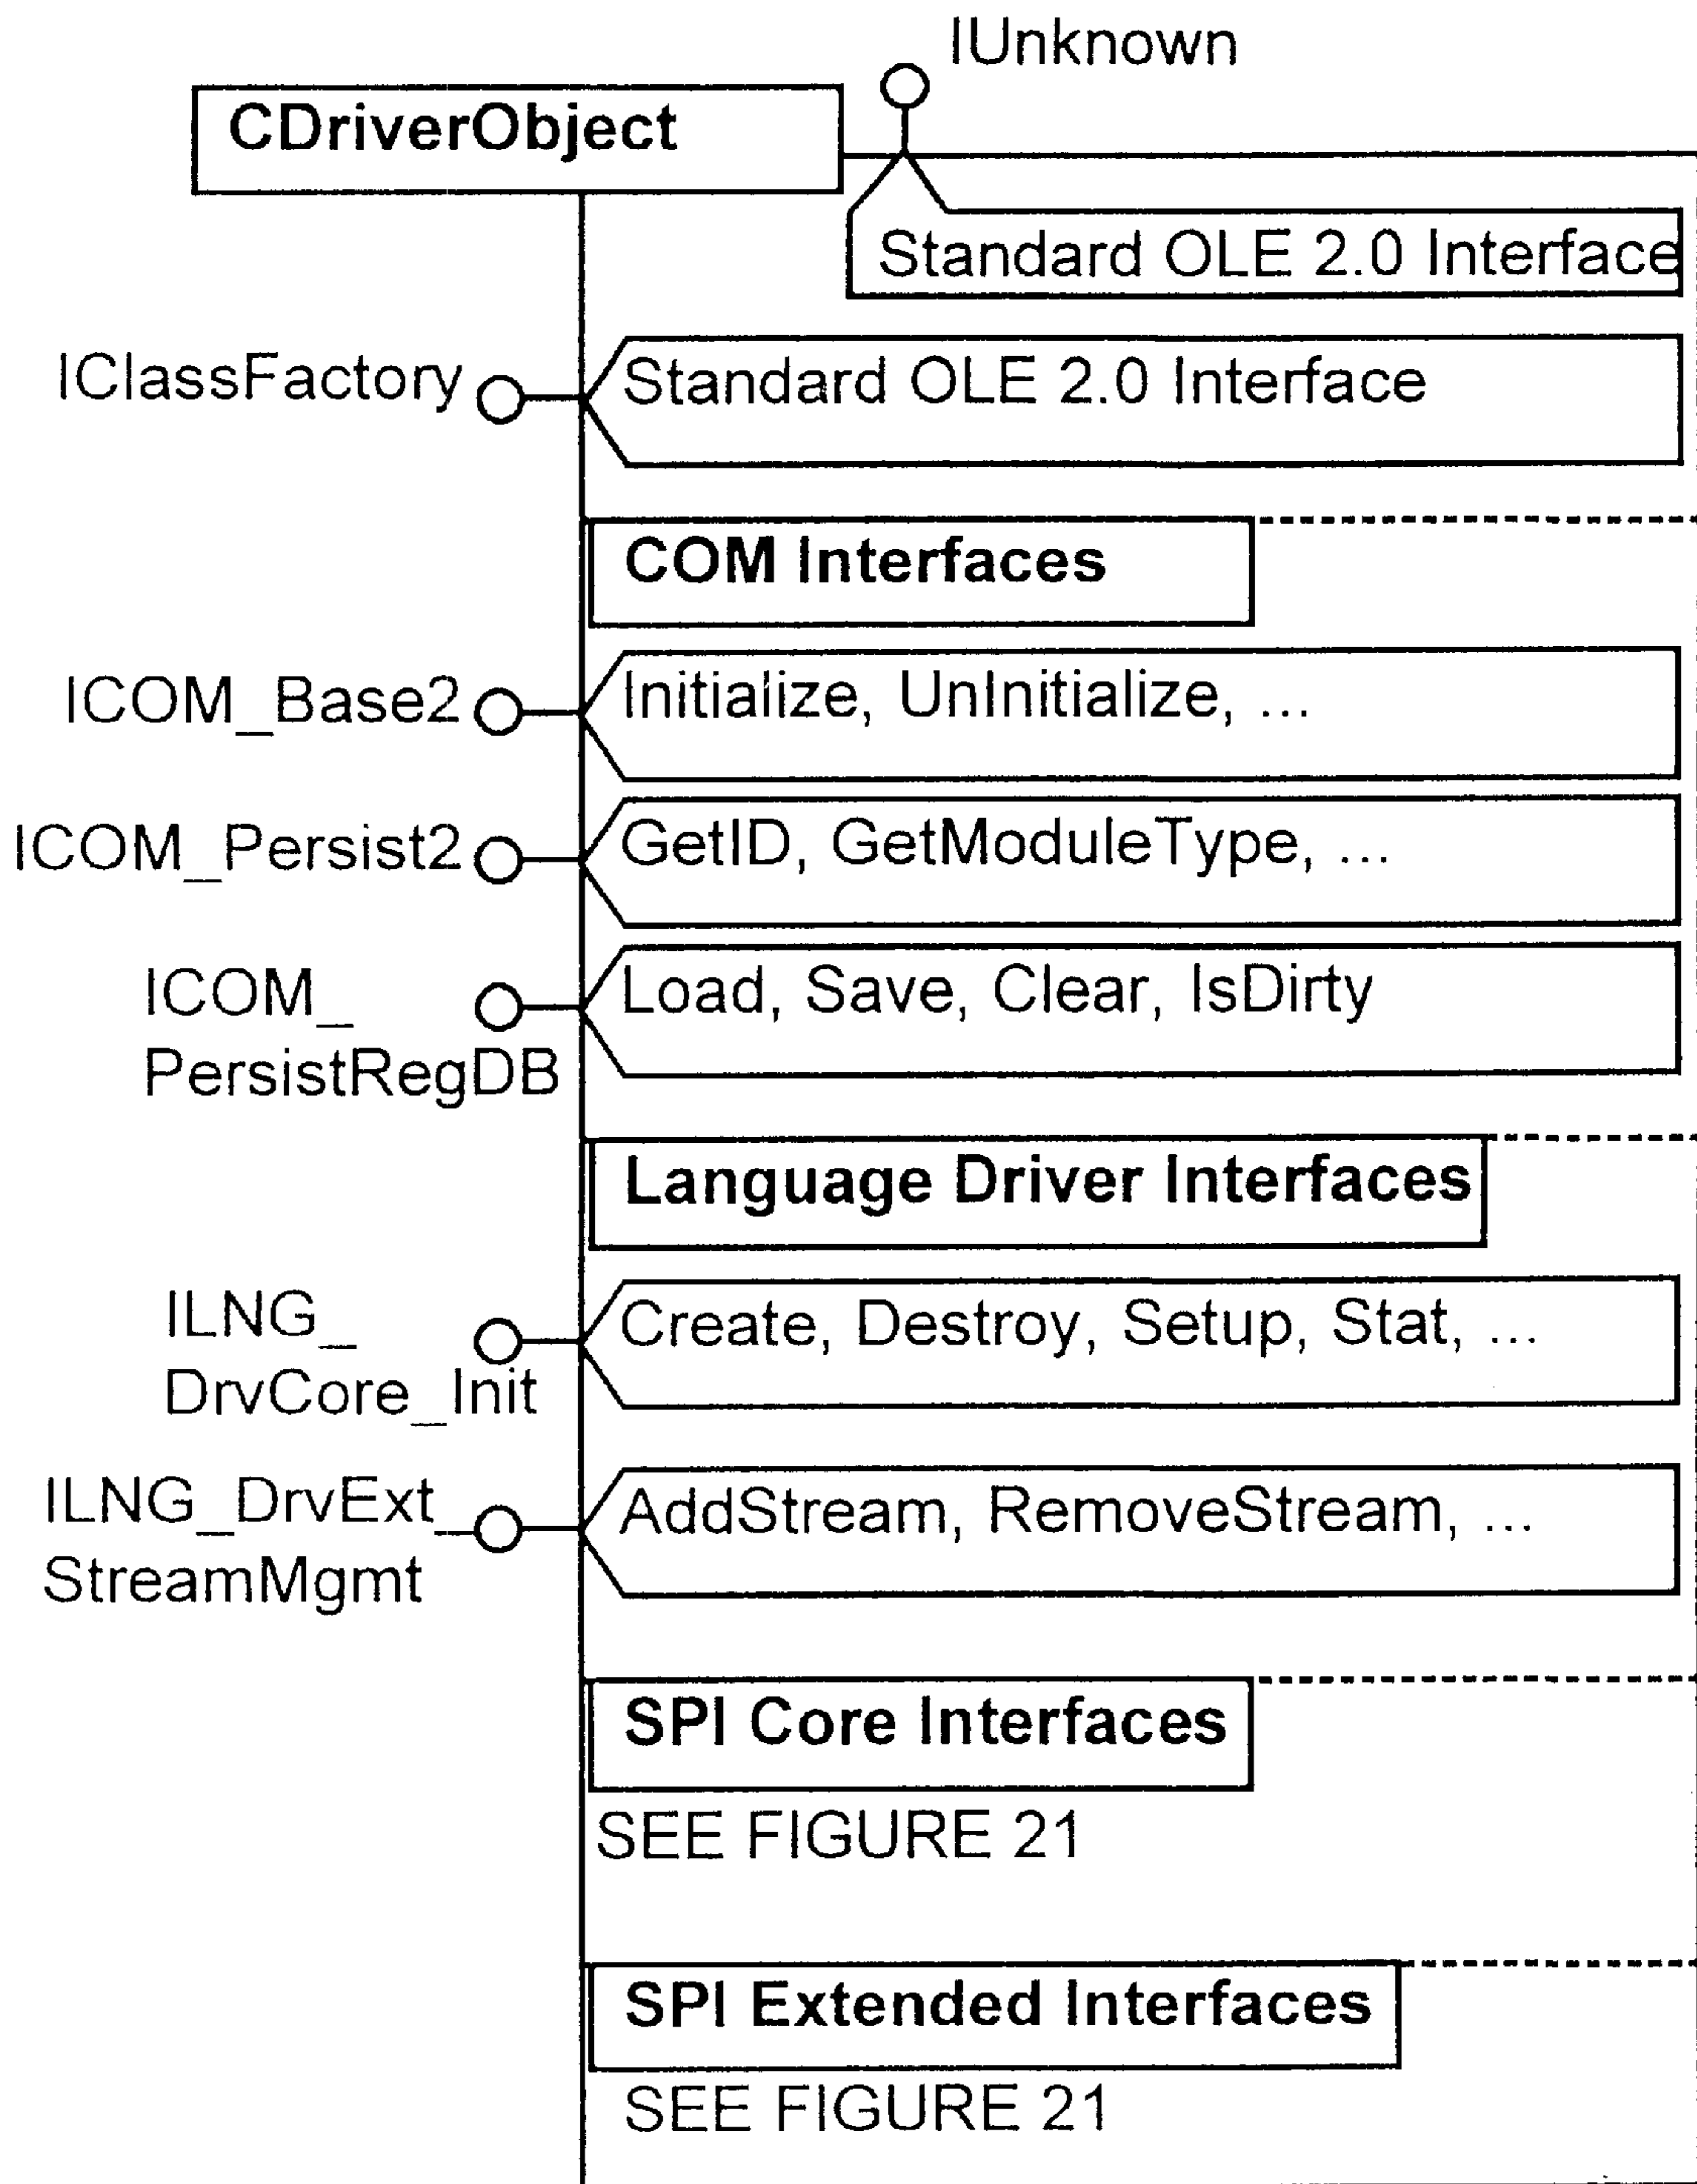 IUnknown
CDriverObject
Standard OLE 2.0 Interface
IClassFactory
Standard OLE 2.0 Interface
COM Interfaces
ICOM_Base2
Initialize, UnInitialize, ...
ICOM_Persist2
GetID, GetModuleType, ...
ICOM_
PersistRegDB
Load, Save, Clear, IsDirty
Language Driver Interfaces
ILNG_
DrvCore_Init
Create, Destroy, Setup, Stat, ...
ILNG_DrvExt_
StreamMgmt
AddStream, RemoveStream, ...
SPI Core Interfaces
SEE FIGURE 21
SPI Extended Interfaces
SEE FIGURE 21